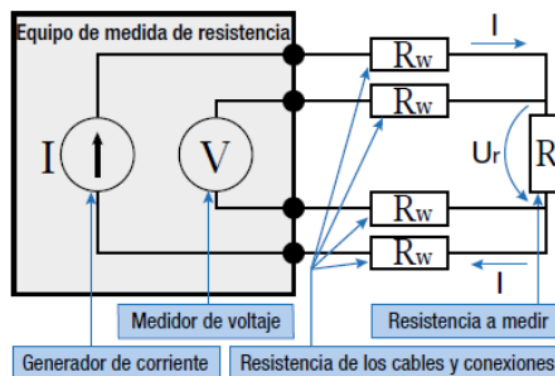 Equipo de medida de resistencia
I
Rw
Rw
I
V
Ur
R
Rw
Rw
I
Medidor de voltaje
Resistencia a medir
Generador de corriente
Resistencia de los cables y conexiones